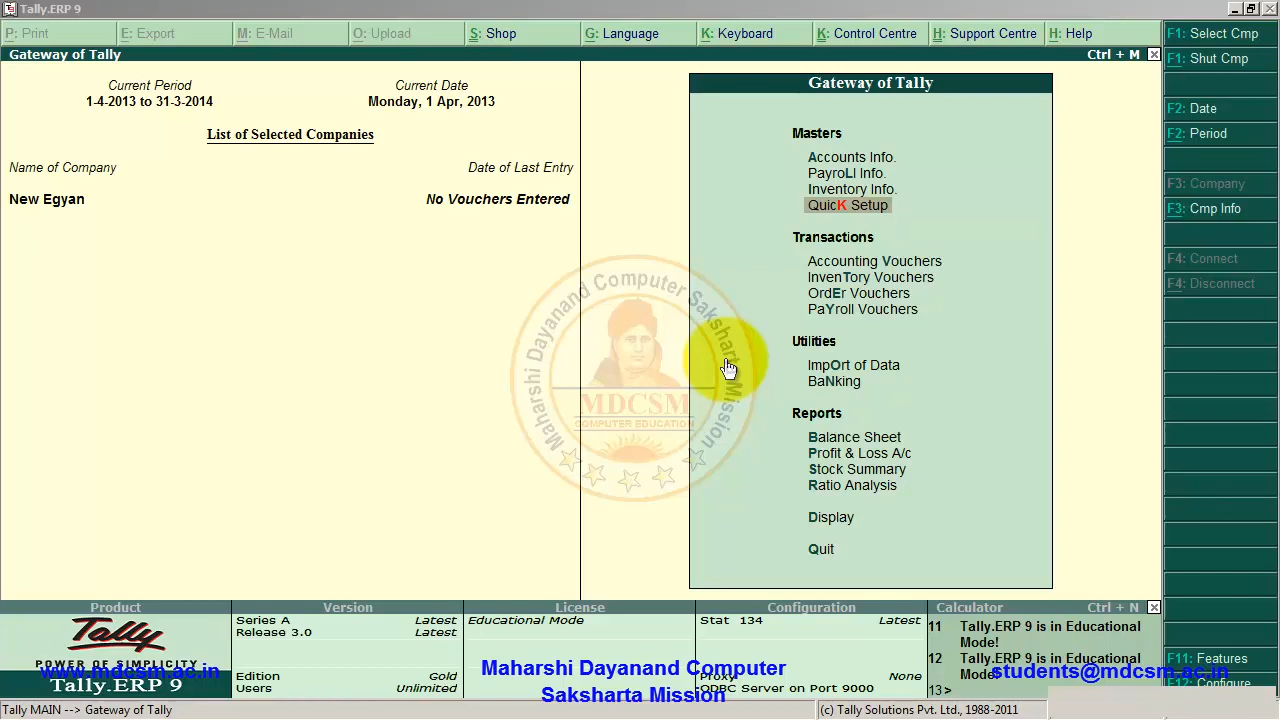 Tally.ERP 9
P: Print
E: Export
M: E-Mail
O: Upload
S: Shop
G: Language
K: Keyboard
K: Control Centre
H: Support Centre
H: Help
Gateway of Tally
Ctrl + M
Current Period
1-4-2013 to 31-3-2014
Current Date
Monday, 1 Apr, 2013
List of Selected Companies
Name of Company
Date of Last Entry
New Egyan
No Vouchers Entered
Gateway of Tally
Masters
Accounts Info.
PayroLl Info.
Inventory Info.
QuicK Setup
Transactions
Accounting Vouchers
InvenTory Vouchers
OrdEr Vouchers
PaYroll Vouchers
Utilities
ImpOrt of Data
BaNking
Reports
Balance Sheet
Profit & Loss A/c
Stock Summary
Ratio Analysis
Display
Quit
Maharshi Dayanand Computer Saksharta Mission
MDCSM
COMPUTER EDUCATION
F1: Select Cmp
F1: Shut Cmp
F2: Date
F2: Period
F3: Company
F3: Cmp Info
F4: Connect
F4: Disconnect
F11: Features
F12: Configure
Product
Tally
POWER OF SIMPLICITY
Tally.ERP 9
Version
Series A Latest
Release 3.0 Latest
Edition Gold
Users Unlimited
License
Educational Mode
Configuration
Stat 134 Latest
Proxy None
ODBC Server on Port 9000
Calculator
Ctrl + N
11 Tally.ERP 9 is in Educational
Mode!
12 Tally.ERP 9 is in Educational
Mode!
13>
www.mdcsm.ac.in
Maharshi Dayanand Computer
Saksharta Mission
students@mdcsm.ac.in
Tally MAIN --> Gateway of Tally
(c) Tally Solutions Pvt. Ltd., 1988-2011